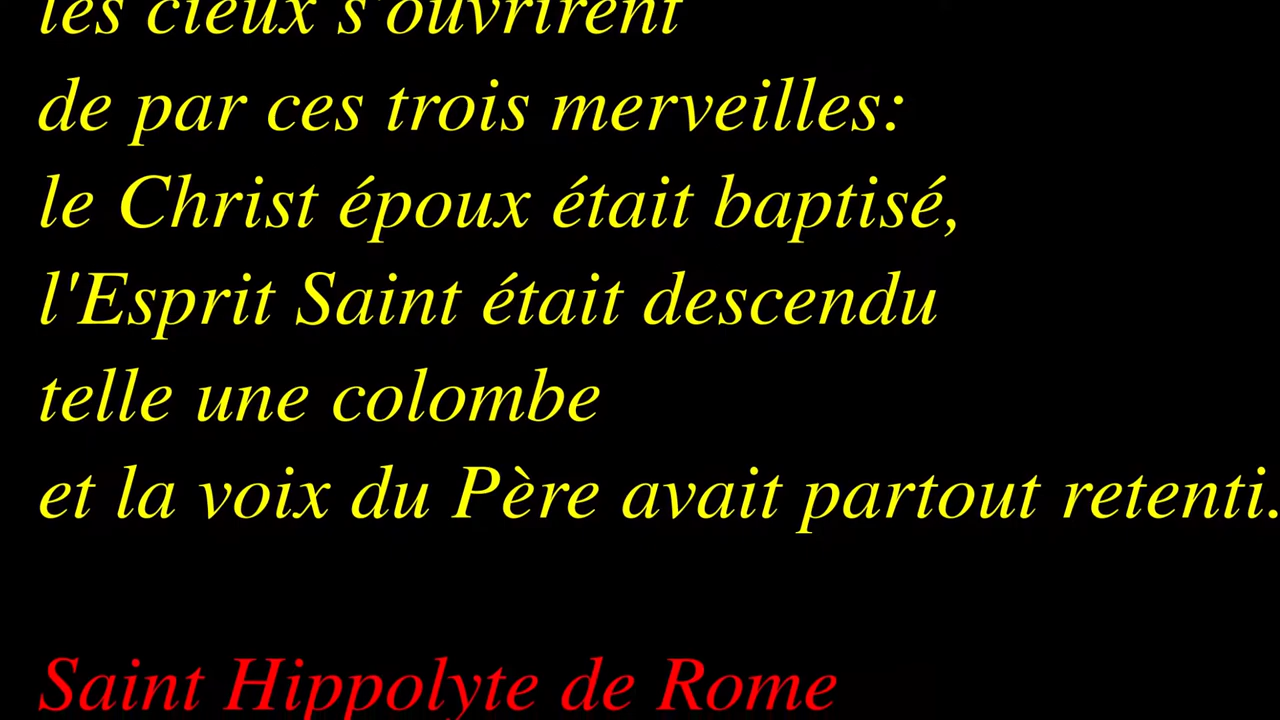 les cieux s'ouvrirent
de par ces trois merveilles:
le Christ époux était baptisé,
l'Esprit Saint était descendu
telle une colombe
et la voix du Père avait partout retenti.
Saint Hippolyte de Rome